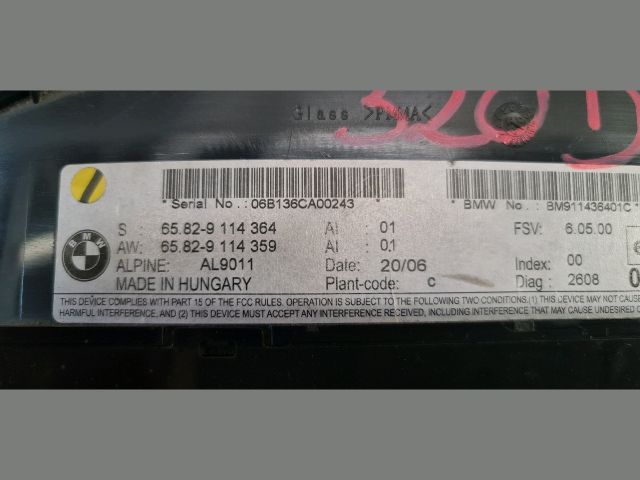 Glass >PMMA<
320D
* Serial No. : 06B136CA00243 *
* BMW No : BM911436401C *
S : 65.82-9 114 364 AI : 01 FSV: 6.05.00
BMW
AW: 65.82-9 114 359 AI : 01
ALPINE: AL9011 Date: 20/06 Index: 00
MADE IN HUNGARY Plant-code: c Diag : 2608
THIS DEVICE COMPLIES WITH PART 15 OF THE FCC RULES. OPERATION IS SUBJECT TO THE FOLLOWING TWO CONDITIONS.(1) THIS DEVICE MAY NOT CAUS
HARMFUL INTERFERENCE, AND (2) THIS DEVICE MUST ACCEPT ANY INTERFERENCE RECEIVED, INCLUDING INTERFERENCE THAT MAY CAUSE UNDESIRED